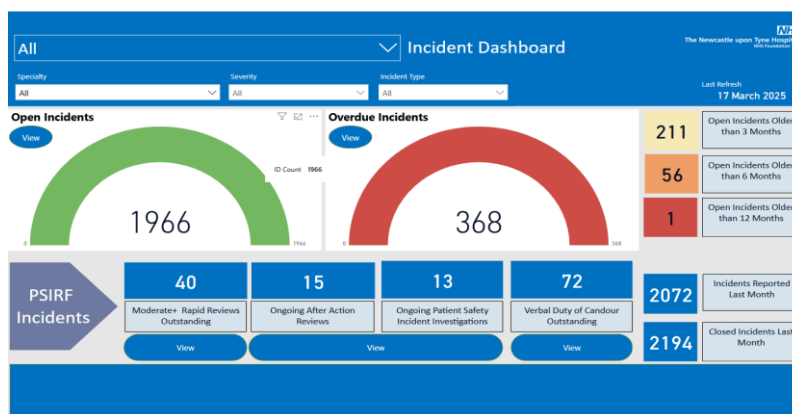 All
Incident Dashboard
NH
The Newcastle upon Tyne Hospit
NHS Foundation T
Specialty
Severity
Incident Type
All
All
All
Last Refresh
17 March 2025
Open Incidents
View
1966
0
1966
ID Count 1966
Overdue Incidents
View
368
0
368
211
Open Incidents Older
than 3 Months
56
Open Incidents Older
than 6 Months
1
Open Incidents Older
than 12 Months
PSIRF
Incidents
40
Moderate+ Rapid Reviews
Outstanding
15
Ongoing After Action
Reviews
13
Ongoing Patient Safety
Incident Investigations
72
Verbal Duty of Candour
Outstanding
View
View
View
2072
Incidents Reported
Last Month
2194
Closed Incidents Last
Month